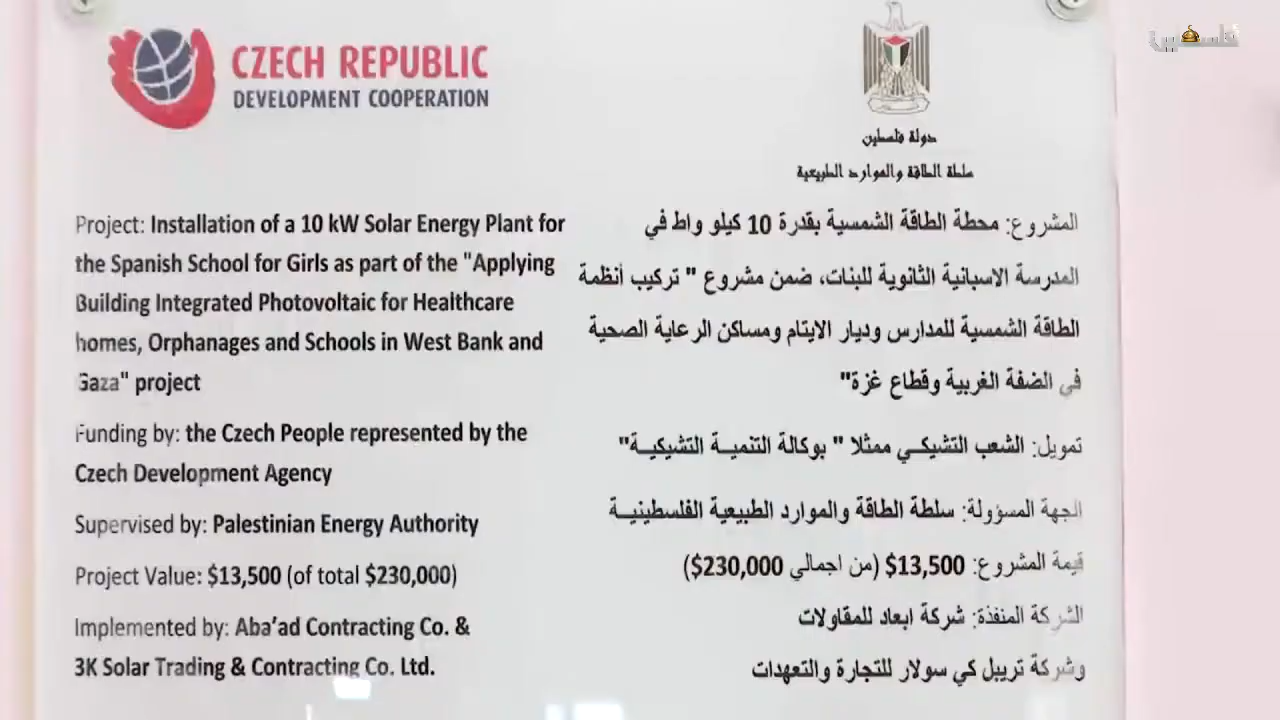 CZECH REPUBLIC
DEVELOPMENT COOPERATION
Project: Installation of a 10 kW Solar Energy Plant for
the Spanish School for Girls as part of the "Applying
Building Integrated Photovoltaic for Healthcare
homes, Orphanages and Schools in West Bank and
Gaza" project
Funding by: the Czech People represented by the
Czech Development Agency
Supervised by: Palestinian Energy Authority
Project Value: $13,500 (of total $230,000)
Implemented by: Aba’ad Contracting Co. &
3K Solar Trading & Contracting Co. Ltd.
دولة فلسطين
سلطة الطاقة والموارد الطبيعية
المشروع: محطة الطاقة الشمسية بقدرة 10 كيلو واط في
المدرسة الاسبانية الثانوية للبنات، ضمن مشروع " تركيب أنظمة
الطاقة الشمسية للمدارس وديار الايتام ومساكن الرعاية الصحية
في الضفة الغربية وقطاع غزة"
تمويل: الشعب التشيكـي ممثلا " بوكالة التنميـة التشيكيـة"
الجهة المسؤولة: سلطة الطاقة والموارد الطبيعية الفلسطينيـة
قيمة المشروع: 13,500$ (من اجمالي 230,000$)
الشركة المنفذة: شركة ابعاد للمقاولات
وشركة تريبل كي سولار للتجارة والتعهدات
فلسطين